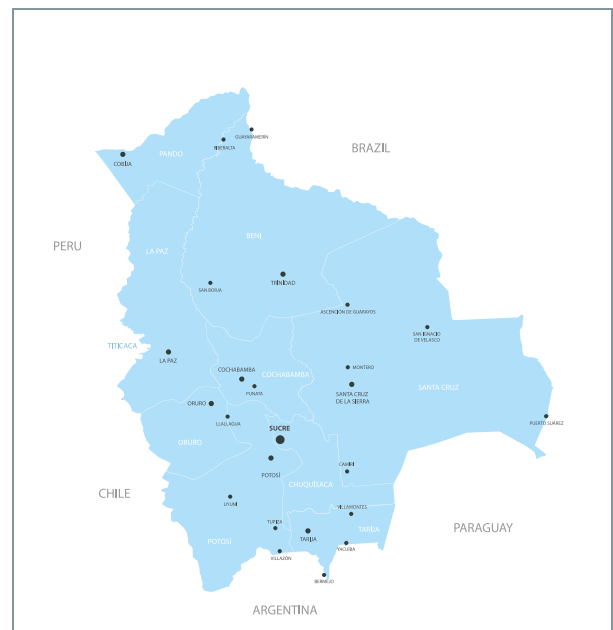 GUAYARAMERÍN
RIBERALTA
BRAZIL
PANDO
COBIJA
BENI
PERU
LA PAZ
TRINIDAD
SAN BORJA
ASCENCIÓN DE GUARAYOS
SAN IGNACIO
DE VELASCO
TITICACA
LA PAZ
COCHABAMBA
COCHABAMBA
MONTERO
PUNATA
SANTA CRUZ
DE LA SIERRA
SANTA CRUZ
ORURO
LLALLAGUA
PUERTO SUÁREZ
SUCRE
ORURO
POTOSÍ
CAMIRI
CHUQUISACA
CHILE
UYUNI
VILLAMONTES
TUPIZA
TARIJA
PARAGUAY
POTOSÍ
TARIJA
YACUIBA
VILLAZÓN
BERMEJO
ARGENTINA